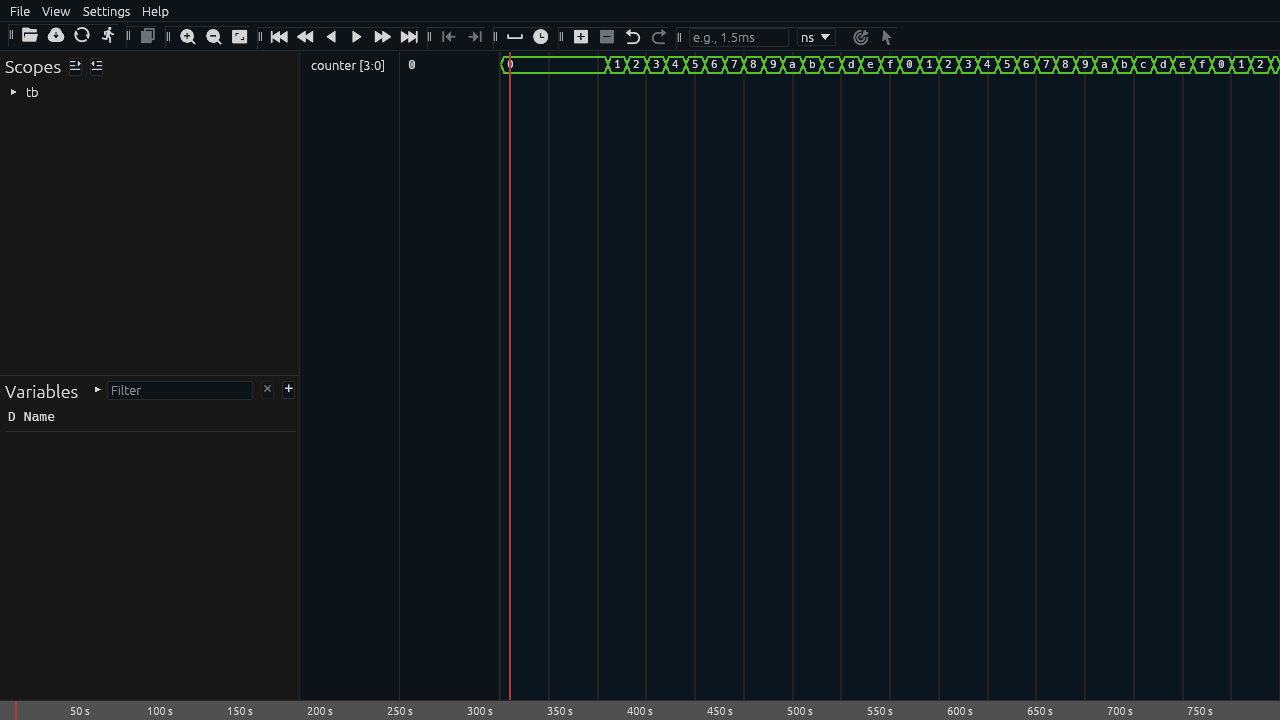 File View Settings Help
e.g., 1.5ms ns
Scopes
tb
counter [3:0] 0
0 1 2 3 4 5 6 7 8 9 a b c d e f 0 1 2 3 4 5 6 7 8 9 a b c d e f 0 1 2
Variables Filter
D Name
50 s 100 s 150 s 200 s 250 s 300 s 350 s 400 s 450 s 500 s 550 s 600 s 650 s 700 s 750 s